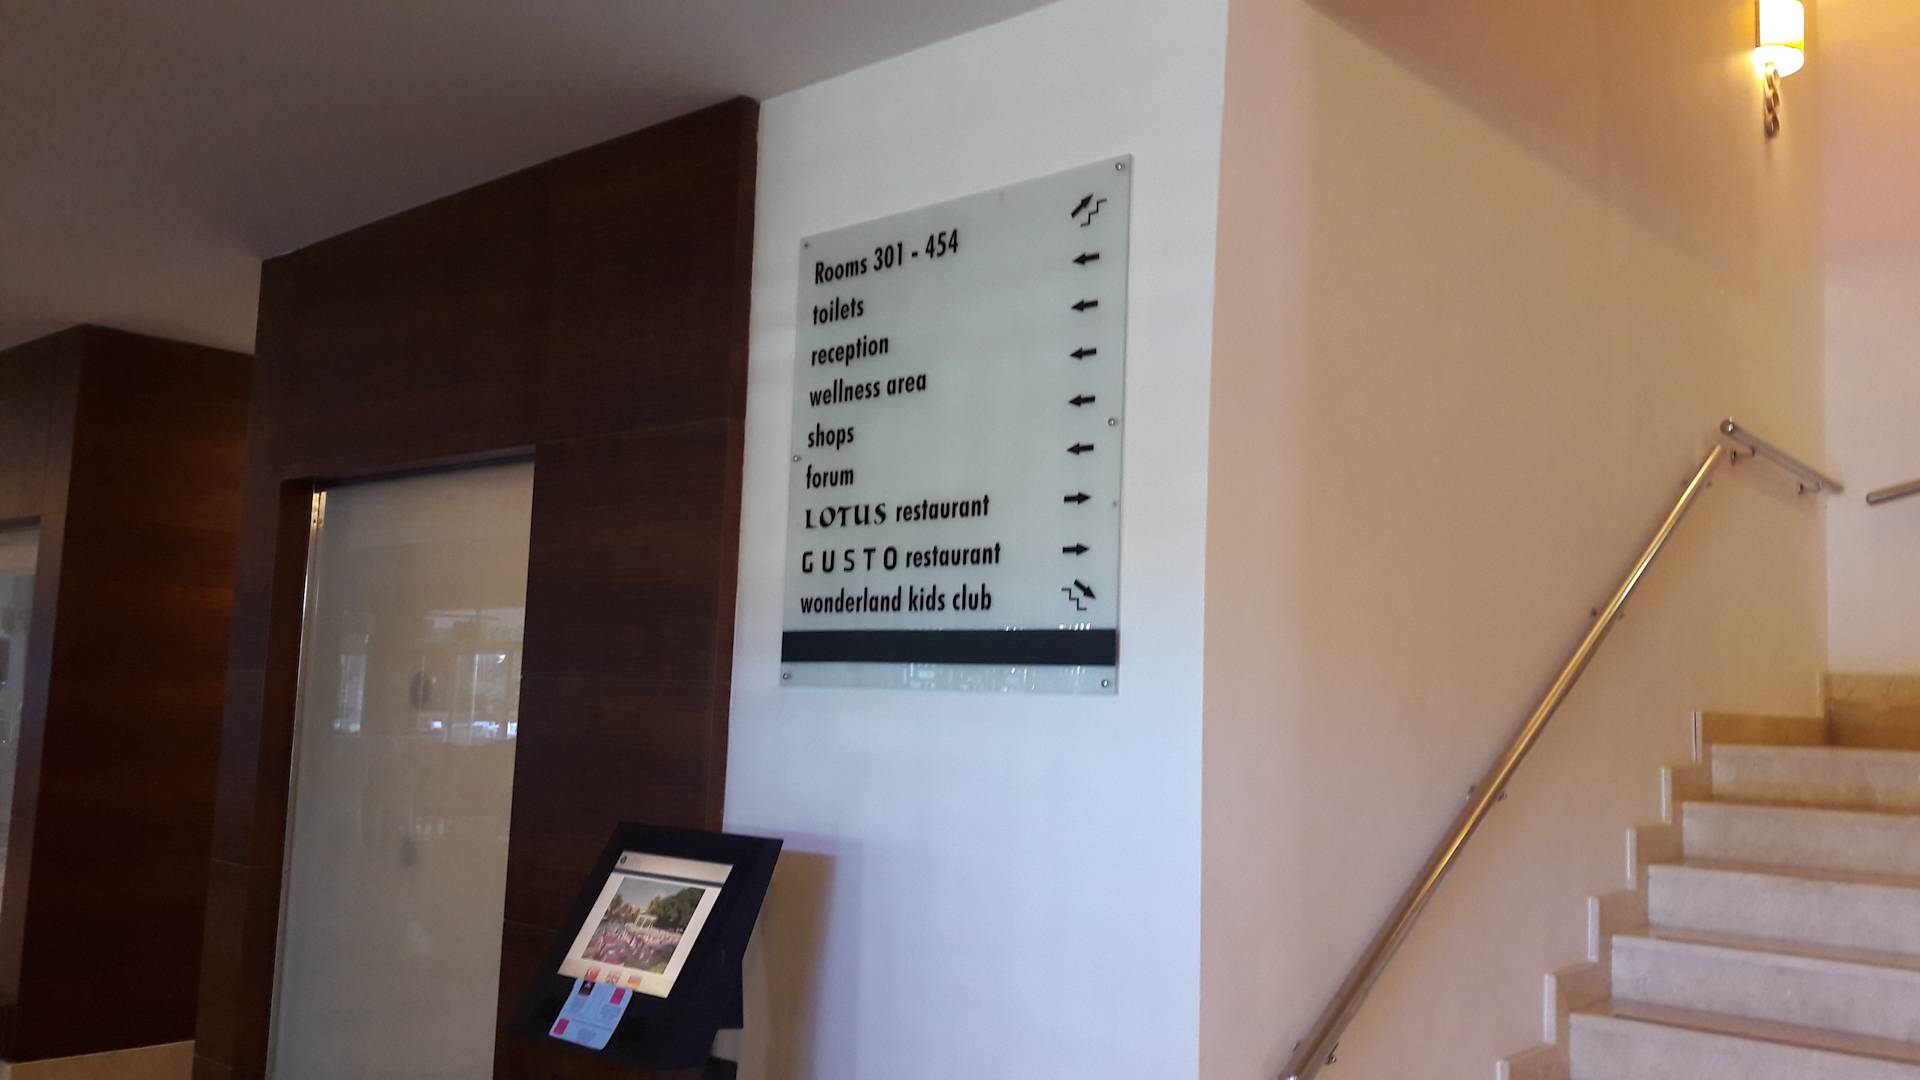 Rooms 301 - 454
toilets
reception
wellness area
shops
forum
LOTUS restaurant
GUSTO restaurant
wonderland kids club